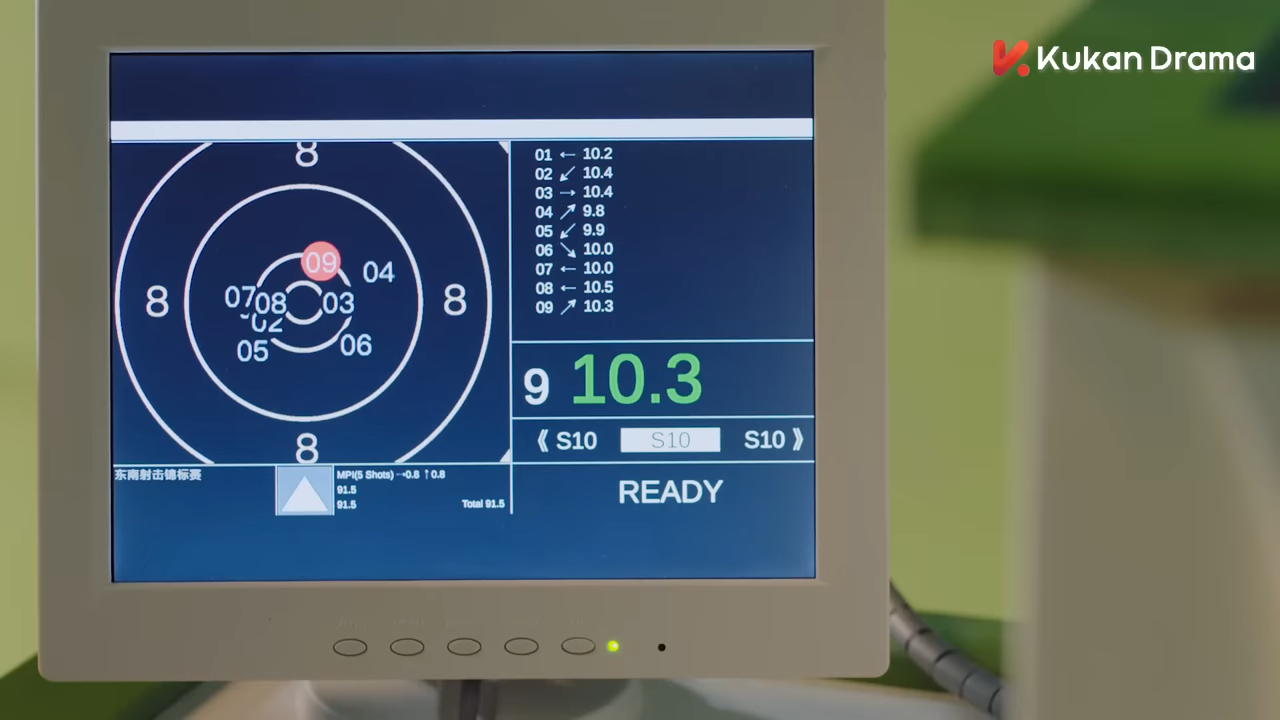 Kukan Drama
8
01 ← 10.2
02 ↙ 10.4
03 → 10.4
04 ↗ 9.8
05 ↙ 9.9
06 ↘ 10.0
07 ← 10.0
08 ← 10.5
09 ↗ 10.3
09
04
8 07 08 03 8
02
05 06
8
9 10.3
⟪ S10 S10 S10 ⟫
东南射击锦标赛
MPI(5 Shots) →0.8 ↑0.8
91.5
91.5 Total 91.5
READY